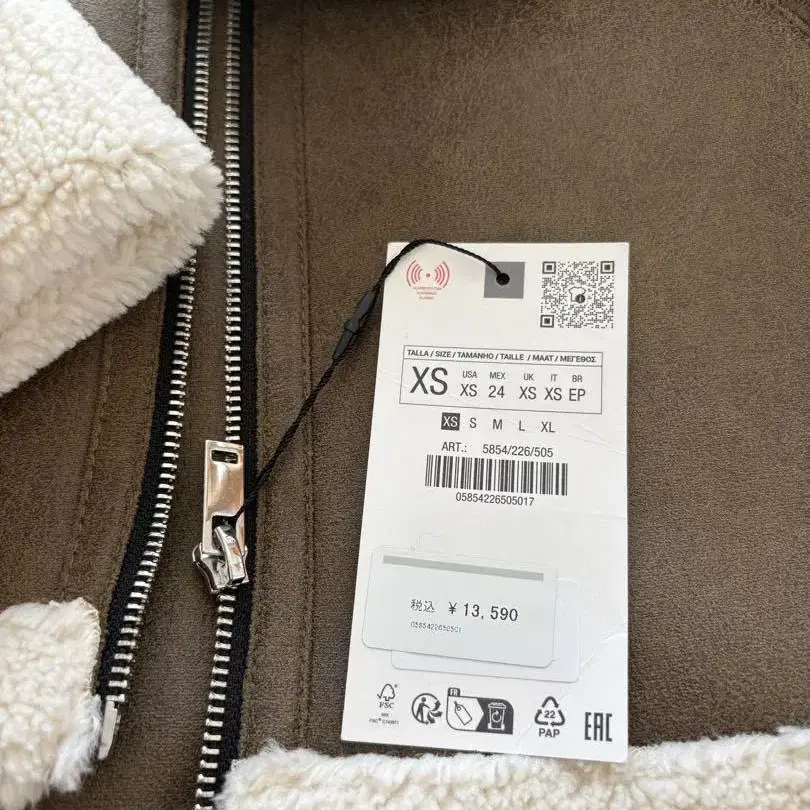 TALLA / SIZE / TAMANHO / TAILLE / MAAT / ΜΕΓΕΘΟΣ
XS USA XS MEX 24 UK XS IT XS BR EP
XS S M L XL
ART.: 5854/226/505
05854226505017
税込 ¥ 13,590
FSC
FR
22
PAP
EAC